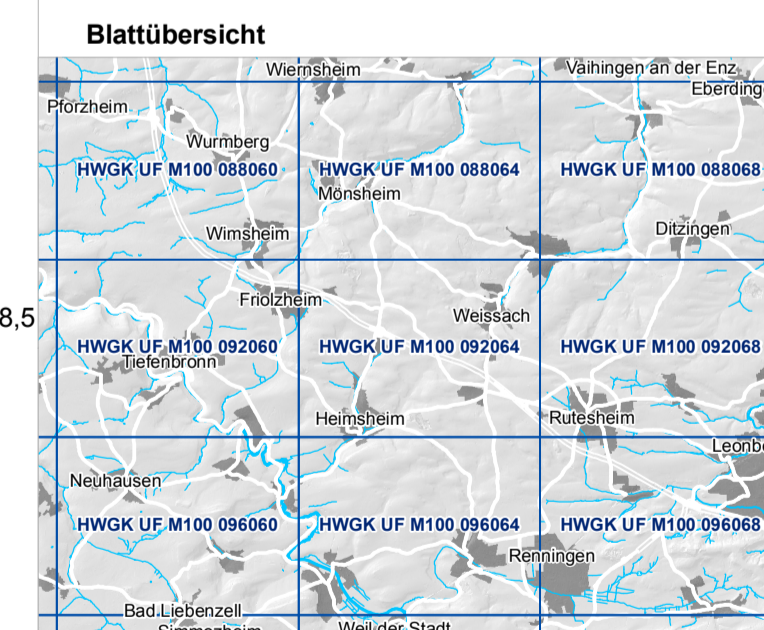 Blattübersicht
Wiernsheim
Vaihingen an der Enz
Eberding
Pforzheim
Wurmberg
HWGK UF M100 088060
HWGK UF M100 088064
HWGK UF M100 088068
Mönsheim
Wimsheim
Ditzingen
Friolzheim
Weissach
8,5
HWGK UF M100 092060
HWGK UF M100 092064
HWGK UF M100 092068
Tiefenbronn
Heimsheim
Rutesheim
Leonb
Neuhausen
HWGK UF M100 096060
HWGK UF M100 096064
HWGK UF M100 096068
Renningen
Bad Liebenzell
Simmozheim
Weil der Stadt